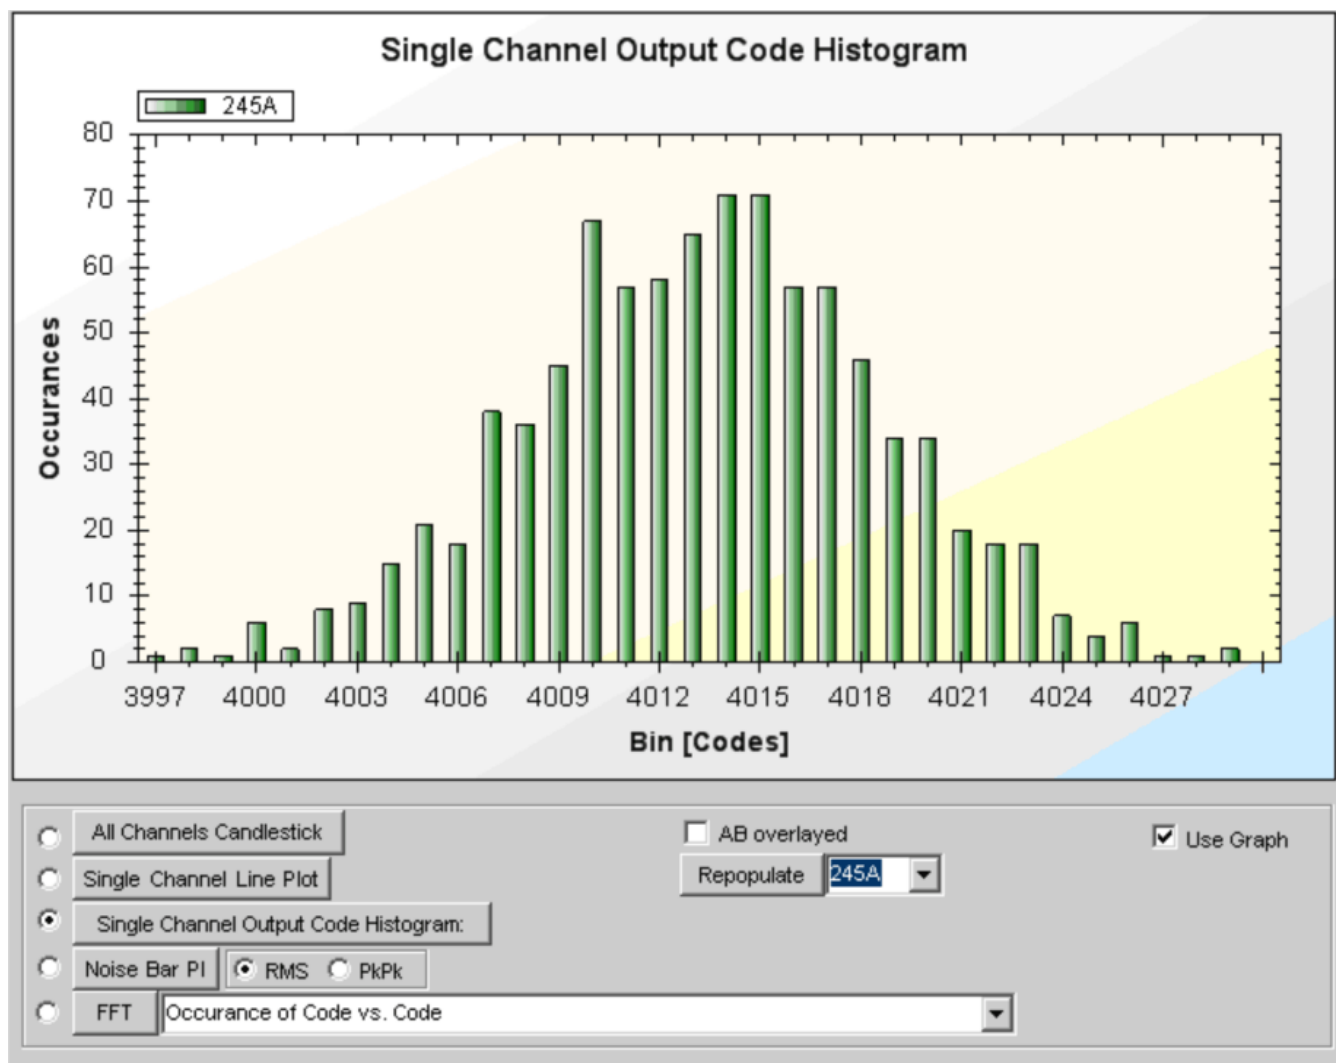 Single Channel Output Code Histogram
245A
80
70
60
50
40
30
20
10
0
Occurances
3997 4000 4003 4006 4009 4012 4015 4018 4021 4024 4027
Bin [Codes]
All Channels Candlestick
AB overlayed
Use Graph
Single Channel Line Plot
Repopulate 245A
Single Channel Output Code Histogram:
Noise Bar Pl RMS PkPk
FFT Occurance of Code vs. Code